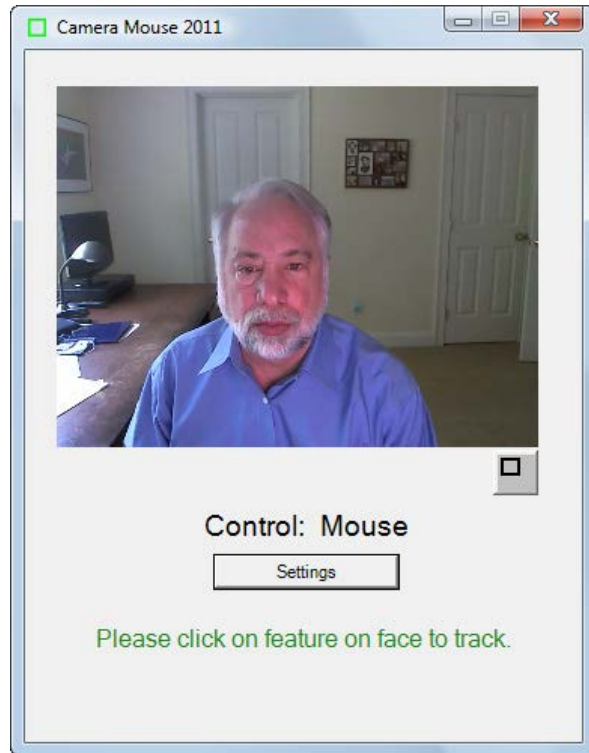 Camera Mouse 2011
Control: Mouse
Settings
Please click on feature on face to track.